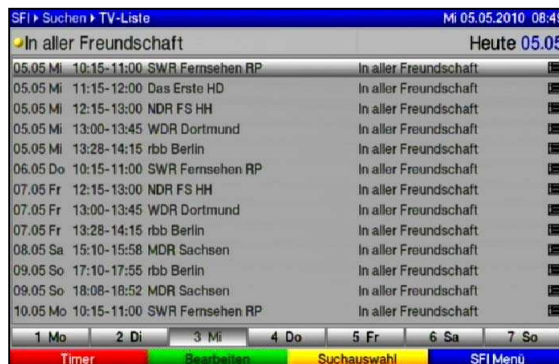 SFI Suchen TV-Liste Mi 05.05.2010 08:49
In aller Freundschaft Heute 05.05
05.05 Mi 10:15-11:00 SWR Fernsehen RP In aller Freundschaft
05.05 Mi 11:15-12:00 Das Erste HD In aller Freundschaft
05.05 Mi 12:15-13:00 NDR FS HH In aller Freundschaft
05.05 Mi 13:00-13:45 WDR Dortmund In aller Freundschaft
05.05 Mi 13:28-14:15 rbb Berlin In aller Freundschaft
06.05 Do 10:15-11:00 SWR Fernsehen RP In aller Freundschaft
07.05 Fr 12:15-13:00 NDR FS HH In aller Freundschaft
07.05 Fr 13:00-13:45 WDR Dortmund In aller Freundschaft
07.05 Fr 13:28-14:15 rbb Berlin In aller Freundschaft
08.05 Sa 15:10-15:58 MDR Sachsen In aller Freundschaft
09.05 So 17:10-17:55 rbb Berlin In aller Freundschaft
09.05 So 18:08-18:52 MDR Sachsen In aller Freundschaft
10.05 Mo 10:15-11:00 SWR Fernsehen RP In aller Freundschaft
1 Mo 2 Di 3 Mi 4 Do 5 Fr 6 Sa 7 So
Timer Bearbeiten Suchauswahl SFI Menü